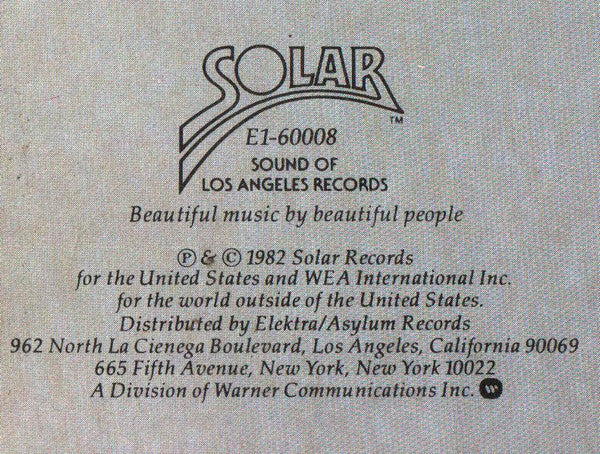 SOLAR
™
E1-60008
SOUND OF
LOS ANGELES RECORDS
Beautiful music by beautiful people
Ⓟ & © 1982 Solar Records
for the United States and WEA International Inc.
for the world outside of the United States.
Distributed by Elektra/Asylum Records
962 North La Cienega Boulevard, Los Angeles, California 90069
665 Fifth Avenue, New York, New York 10022
A Division of Warner Communications Inc.